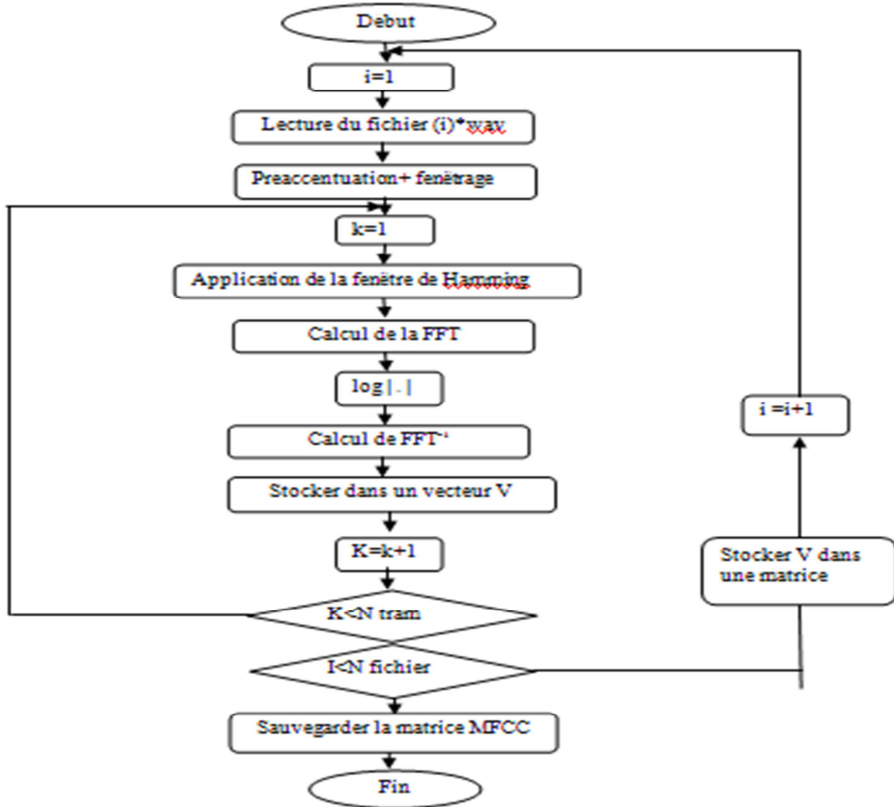 Debut
i=1
Lecture du fichier (i)*wav
Preaccentuation+ fenêtrage
k=1
Application de la fenêtre de Hamming
Calcul de la FFT
log| . |
Calcul de FFT⁻¹
Stocker dans un vecteur V
K=k+1
K<N tram
I<N fichier
Sauvegarder la matrice MFCC
Fin
i =i+1
Stocker V dans
une matrice